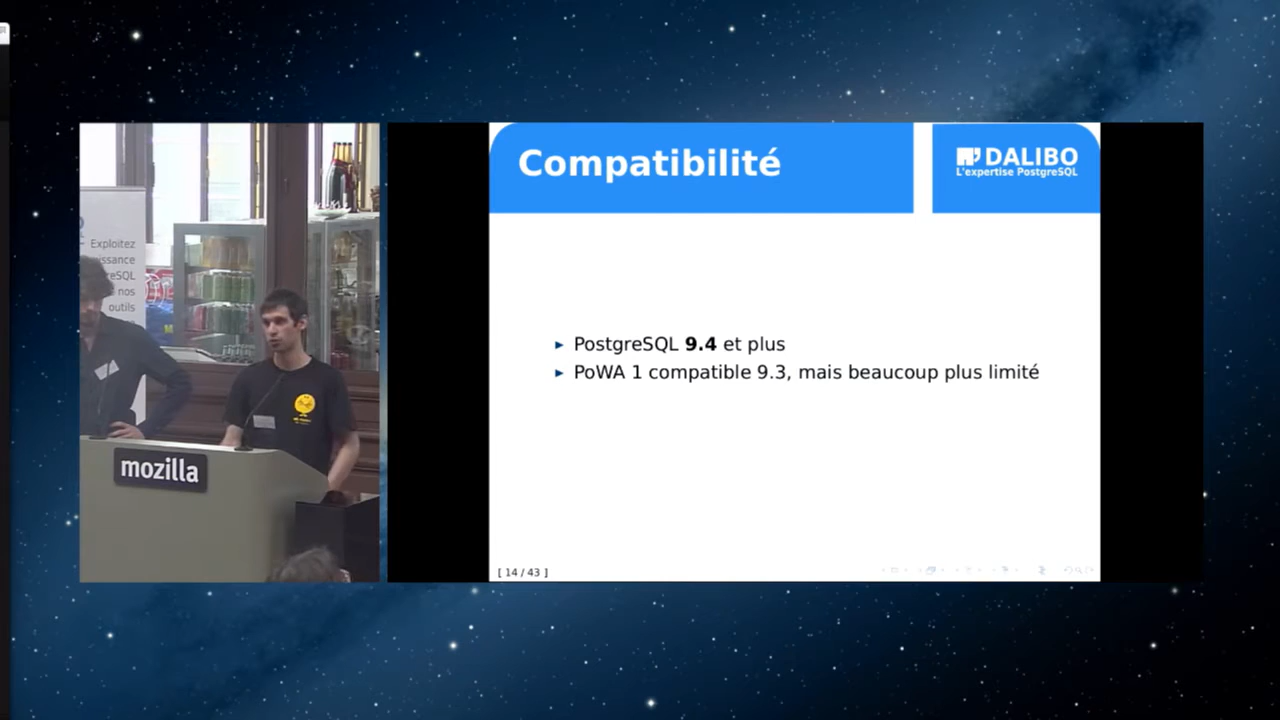 Compatibilité
DALIBO
L'expertise PostgreSQL
Exploitez
issance
eSQL
nos
outils
mozilla
▸ PostgreSQL 9.4 et plus
▸ PoWA 1 compatible 9.3, mais beaucoup plus limité
[ 14 / 43 ]